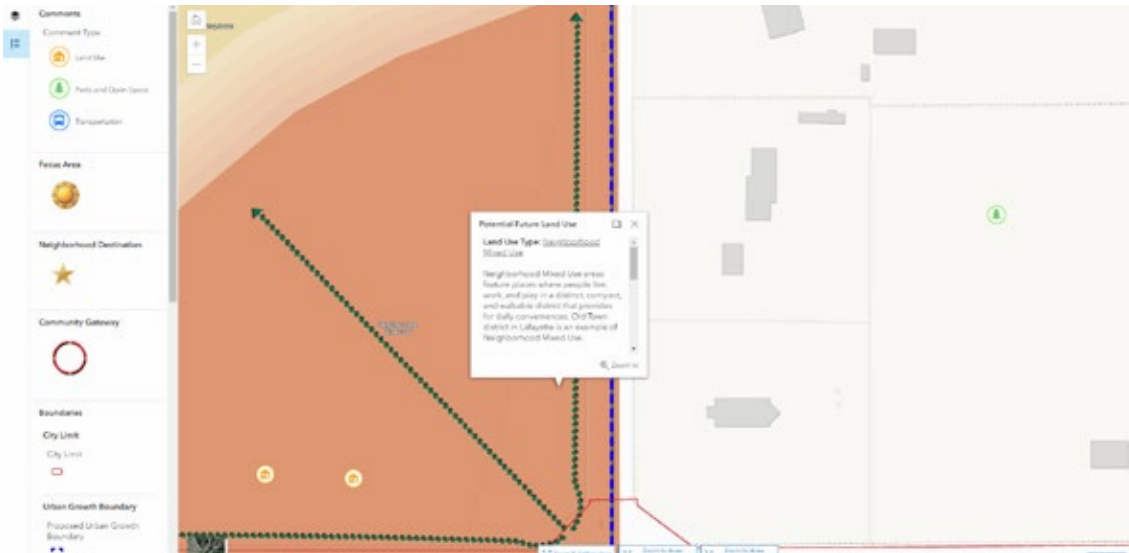 Comments
Comment Type
Land Use
Parks and Open Space
Transportation
Focus Area
Neighborhood Destination
Community Gateway
Boundaries
City Limit
City Limit
Urban Growth Boundary
Proposed Urban Growth
Boundary
+
−
Potential Future Land Use
Land Use Type: Neighborhood
Mixed Use
Neighborhood Mixed Use areas
feature places where people live,
work, and play in a distinct, compact,
and walkable district that provides
for daily conveniences. Old Town
district in Lafayette is an example of
Neighborhood Mixed Use.
Zoom to